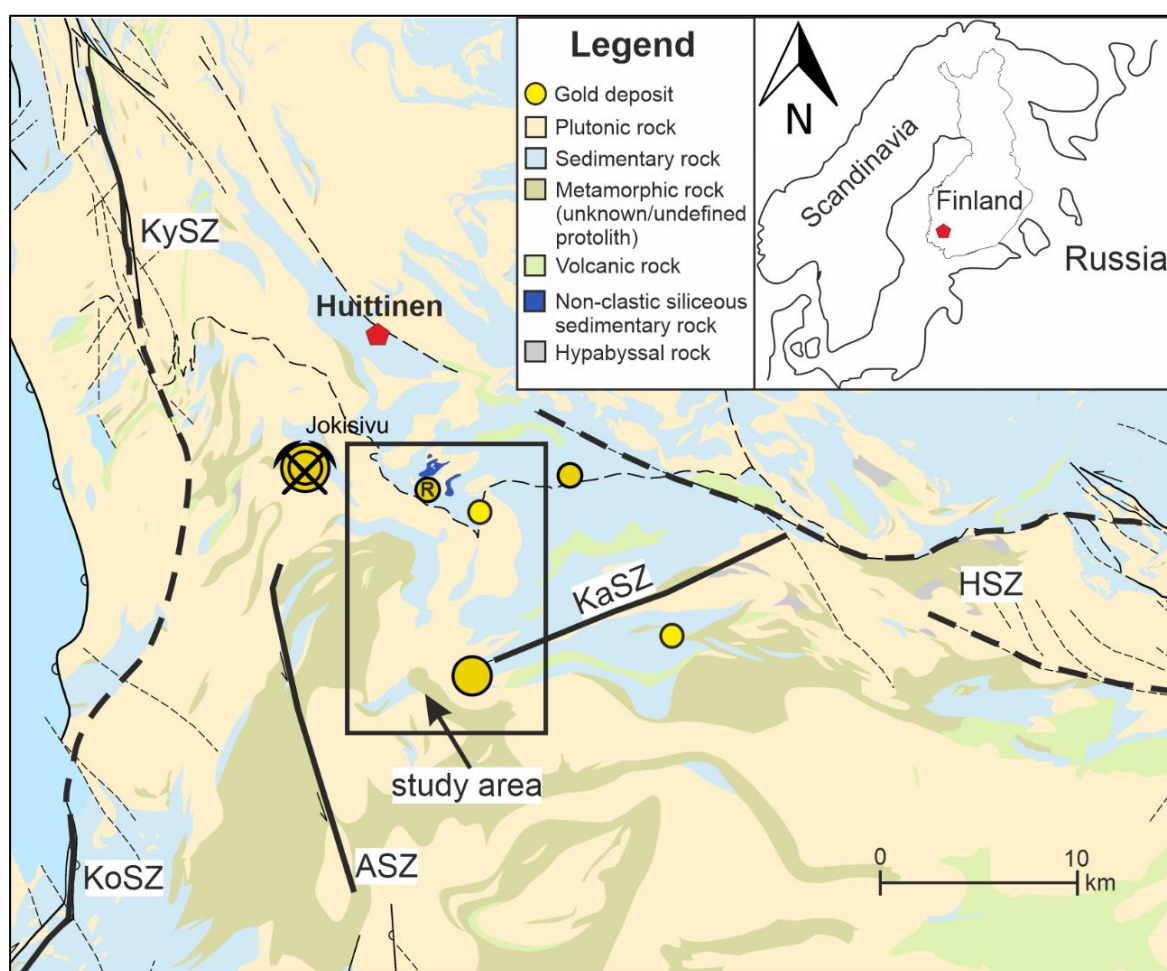 Legend
Gold deposit
Plutonic rock
Sedimentary rock
Metamorphic rock
(unknown/undefined
protolith)
Volcanic rock
Non-clastic siliceous
sedimentary rock
Hypabyssal rock
N
Scandinavia
Finland
Russia
KySZ
Huittinen
Jokisivu
R
KaSZ
HSZ
study area
KoSZ
ASZ
0
10
km